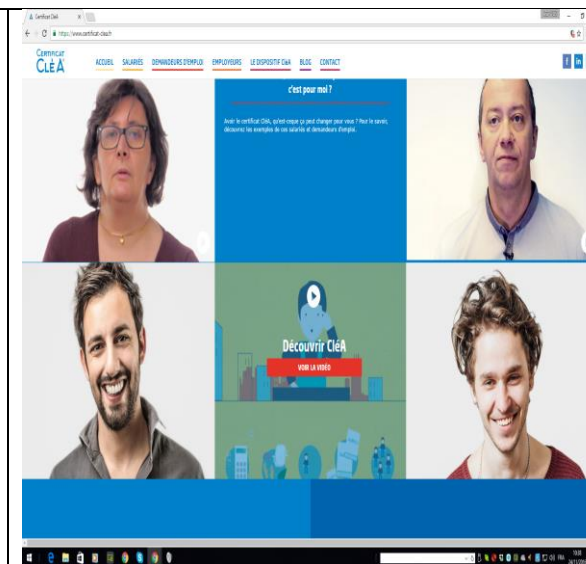 Certificat CléA
https://www.certificat-clea.fr
CERTIFICAT
CLÉA
ACCUEIL SALARIÉS DEMANDEURS D'EMPLOI EMPLOYEURS LE DISPOSITIF CléA BLOG CONTACT
c'est pour moi ?
Avoir le certificat CléA, qu'est-ce que ça peut changer pour vous ? Pour le savoir,
découvrez les exemples de ces salariés et demandeurs d'emploi.
Découvrir CléA
VOIR LA VIDÉO
FRA